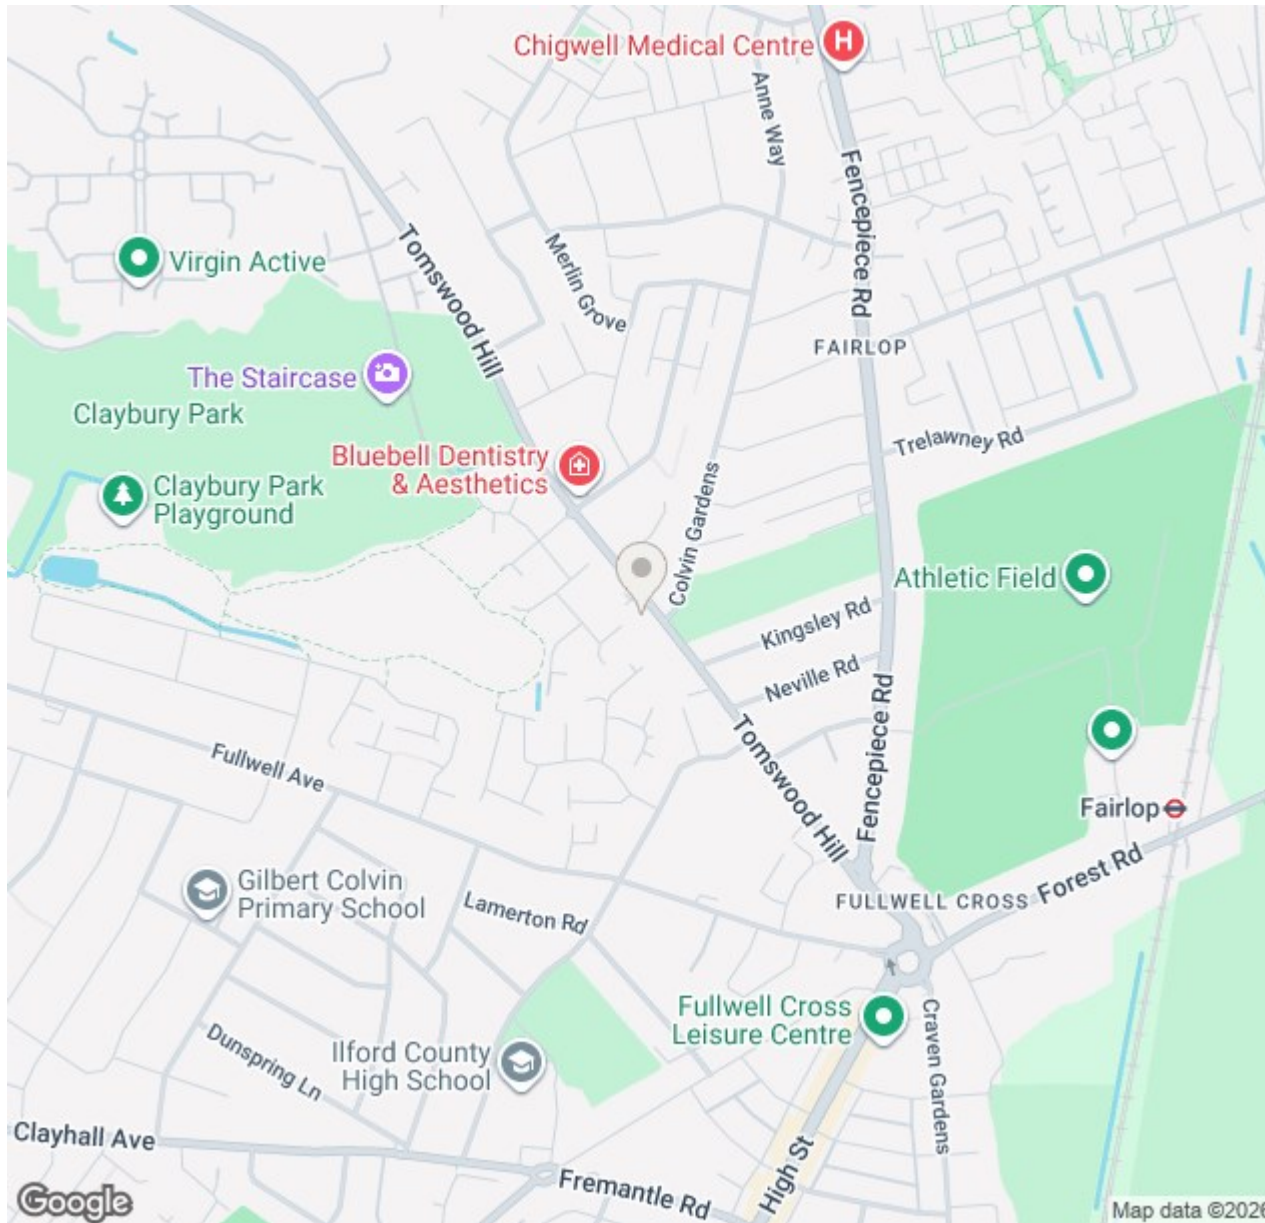 Chigwell Medical Centre
H
Anne Way
Fencepiece Rd
Tomswood Hill
Merlin Grove
Virgin Active
FAIRLOP
The Staircase
Claybury Park
Trelawney Rd
Bluebell Dentistry
& Aesthetics
Claybury Park
Playground
Colvin Gardens
Athletic Field
Kingsley Rd
Neville Rd
Fencepiece Rd
Tomswood Hill
Fullwell Ave
Fairlop
Forest Rd
Gilbert Colvin
Primary School
Lamerton Rd
FULLWELL CROSS
Fullwell Cross
Leisure Centre
Craven Gardens
Dunspring Ln
Ilford County
High School
Clayhall Ave
High St
Fremantle Rd
Google
Map data ©2026